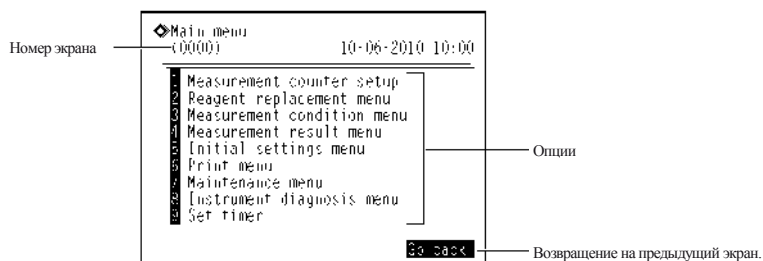 Main menu
Номер экрана
(0000) 10-06-2010 10:00
1 Measurement counter setup
2 Reagent replacement menu
3 Measurement condition menu
4 Measurement result menu
5 Initial settings menu
6 Print menu
7 Maintenance menu
8 Instrument diagnosis menu
9 Set timer
Опции
Go back
Возвращение на предыдущий экран.